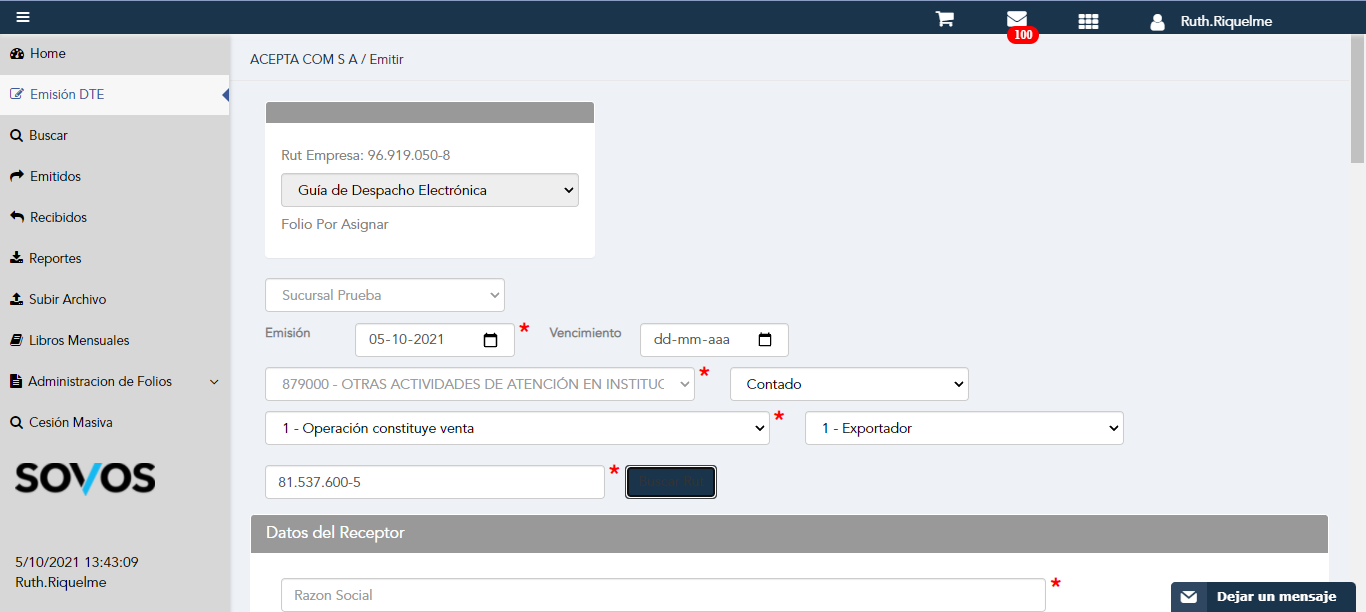 100
Ruth.Riquelme
Home
Emisión DTE
Buscar
Emitidos
Recibidos
Reportes
Subir Archivo
Libros Mensuales
Administracion de Folios
Cesión Masiva
SOVOS
5/10/2021 13:43:09
Ruth.Riquelme
ACEPTA COM S A / Emitir
Rut Empresa: 96.919.050-8
Guía de Despacho Electrónica
Folio Por Asignar
Sucursal Prueba
Emisión 05-10-2021 * Vencimiento dd-mm-aaa
879000 - OTRAS ACTIVIDADES DE ATENCIÓN EN INSTITUC * Contado
1 - Operación constituye venta * 1 - Exportador
81.537.600-5 *
Datos del Receptor
Razon Social *
Dejar un mensaje